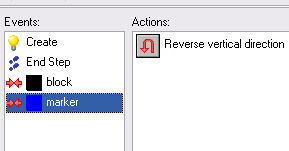 Events:
Actions:
Create
Reverse vertical direction
End Step
block
marker